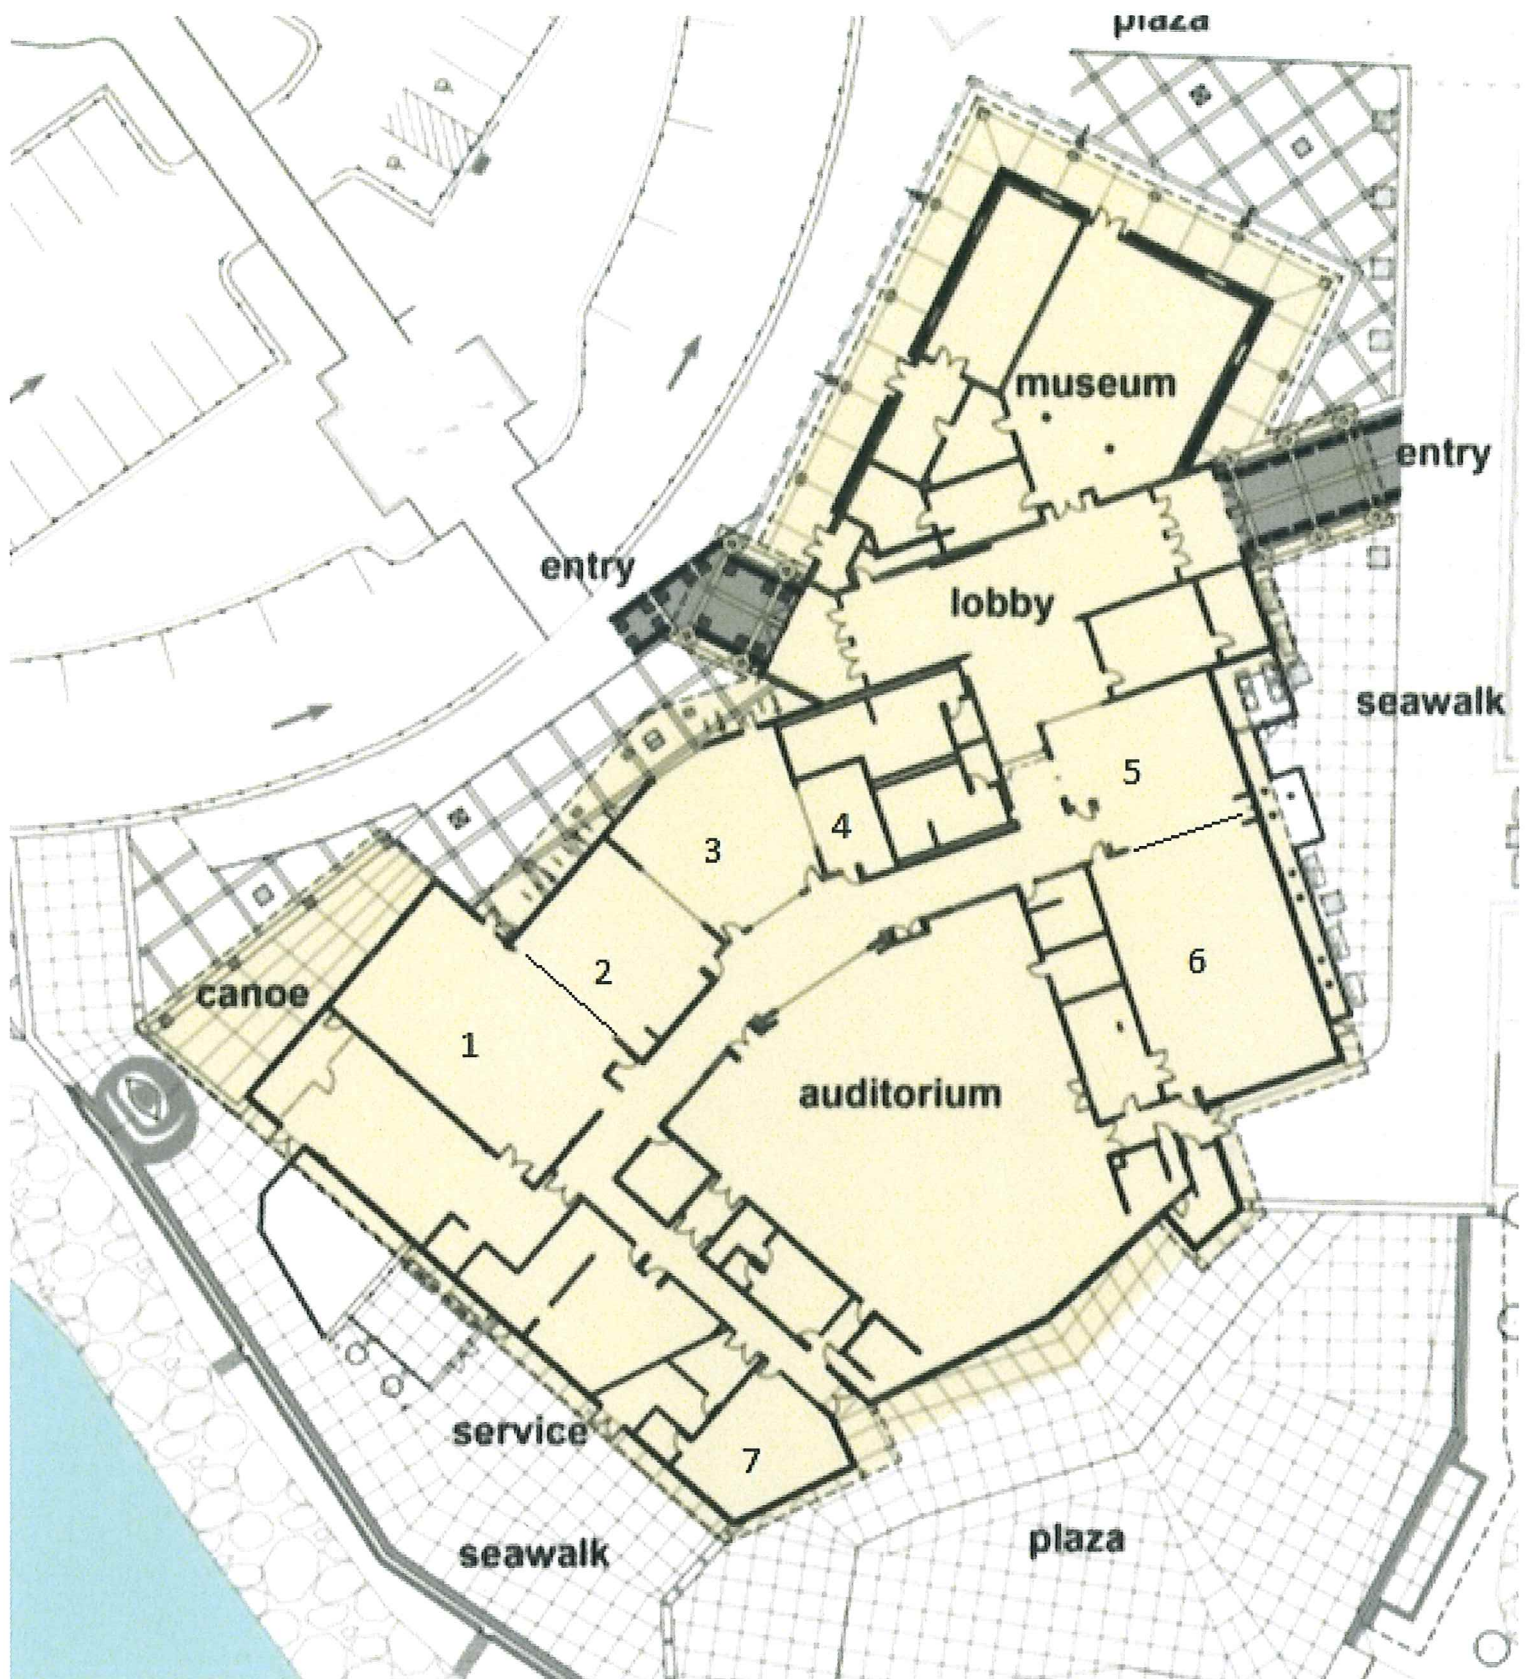 plaza
museum
entry
entry
lobby
seawalk
5
4
3
6
2
canoe
1
auditorium
service
7
plaza
seawalk